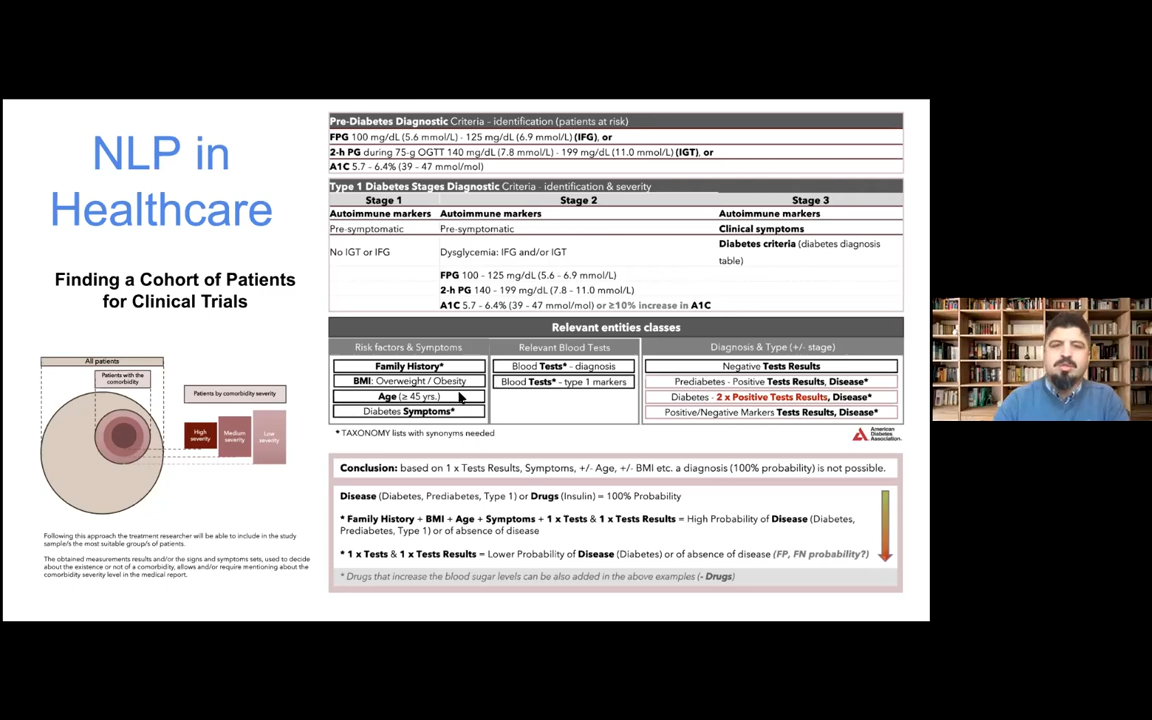 NLP in
Healthcare
Finding a Cohort of Patients
for Clinical Trials
All patients
Patients with the
comorbidity
Patients by comorbidity severity
High
severity
Medium
severity
Low
severity
Following this approach the treatment researcher will be able to include in the study
sample/s the most suitable group/s of patients.
The obtained measurements results and/or the signs and symptoms sets, used to decide
about the existence or not of a comorbidity, allows and/or require mentioning about the
comorbidity severity level in the medical report.
Pre-Diabetes Diagnostic Criteria – identification (patients at risk)
FPG 100 mg/dL (5.6 mmol/L) - 125 mg/dL (6.9 mmol/L) (IFG), or
2-h PG during 75-g OGTT 140 mg/dL (7.8 mmol/L) - 199 mg/dL (11.0 mmol/L) (IGT), or
A1C 5.7 – 6.4% (39 – 47 mmol/mol)
Type 1 Diabetes Stages Diagnostic Criteria - identification & severity
Stage 1 Stage 2 Stage 3
Autoimmune markers Autoimmune markers Autoimmune markers
Pre-symptomatic Pre-symptomatic Clinical symptoms
No IGT or IFG Dysglycemia: IFG and/or IGT Diabetes criteria (diabetes diagnosis
table)
FPG 100 – 125 mg/dL (5.6 – 6.9 mmol/L)
2-h PG 140 – 199 mg/dL (7.8 – 11.0 mmol/L)
A1C 5.7 – 6.4% (39 – 47 mmol/mol) or ≥10% increase in A1C
Relevant entities classes
Risk factors & Symptoms Relevant Blood Tests Diagnosis & Type (+/- stage)
Family History* Blood Tests* – diagnosis Negative Tests Results
BMI: Overweight / Obesity Blood Tests* – type 1 markers Prediabetes - Positive Tests Results, Disease*
Age (≥ 45 yrs.) Diabetes - 2 x Positive Tests Results, Disease*
Diabetes Symptoms* Positive/Negative Markers Tests Results, Disease*
* TAXONOMY lists with synonyms needed
American
Diabetes
Association.
Conclusion: based on 1 x Tests Results, Symptoms, +/- Age, +/- BMI etc. a diagnosis (100% probability) is not possible.
Disease (Diabetes, Prediabetes, Type 1) or Drugs (Insulin) = 100% Probability
* Family History + BMI + Age + Symptoms + 1 x Tests & 1 x Tests Results = High Probability of Disease (Diabetes,
Prediabetes, Type 1) or of absence of disease
* 1 x Tests & 1 x Tests Results = Lower Probability of Disease (Diabetes) or of absence of disease (FP, FN probability?)
* Drugs that increase the blood sugar levels can be also added in the above examples (- Drugs)